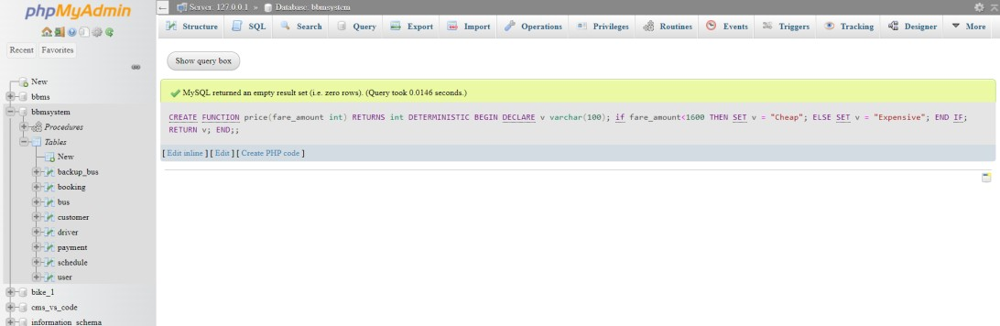 phpMyAdmin
Recent Favorites
New
bbms
bbmsystem
Procedures
Tables
New
backup_bus
booking
bus
customer
driver
payment
schedule
user
bike_1
cms_vs_code
information_schema
Server: 127.0.0.1 » Database: bbmsystem
Structure SQL Search Query Export Import Operations Privileges Routines Events Triggers Tracking Designer More
Show query box
MySQL returned an empty result set (i.e. zero rows). (Query took 0.0146 seconds.)
CREATE FUNCTION price(fare_amount int) RETURNS int DETERMINISTIC BEGIN DECLARE v varchar(100); if fare_amount<1600 THEN SET v = "Cheap"; ELSE SET v = "Expensive"; END IF;
RETURN v; END;;
[ Edit inline ] [ Edit ] [ Create PHP code ]